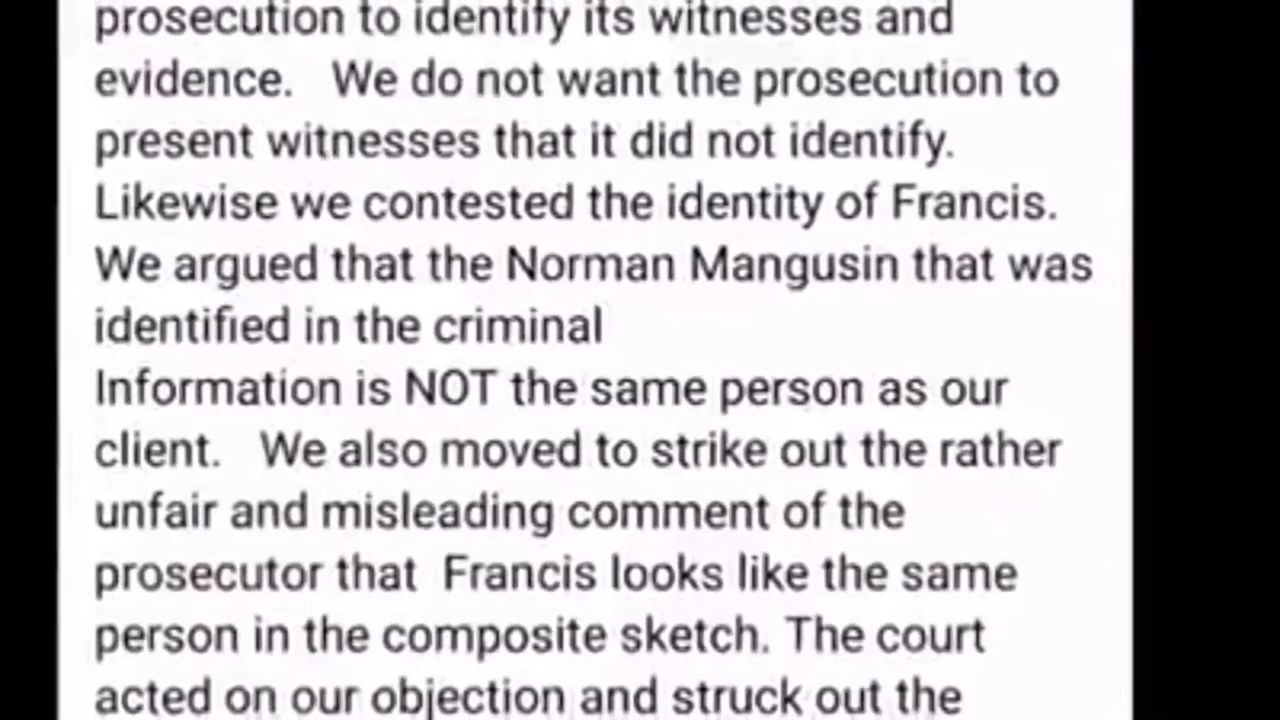 prosecution to identify its witnesses and
evidence.   We do not want the prosecution to
present witnesses that it did not identify.
Likewise we contested the identity of Francis.
We argued that the Norman Mangusin that was
identified in the criminal
Information is NOT the same person as our
client.   We also moved to strike out the rather
unfair and misleading comment of the
prosecutor that  Francis looks like the same
person in the composite sketch. The court
acted on our objection and struck out the